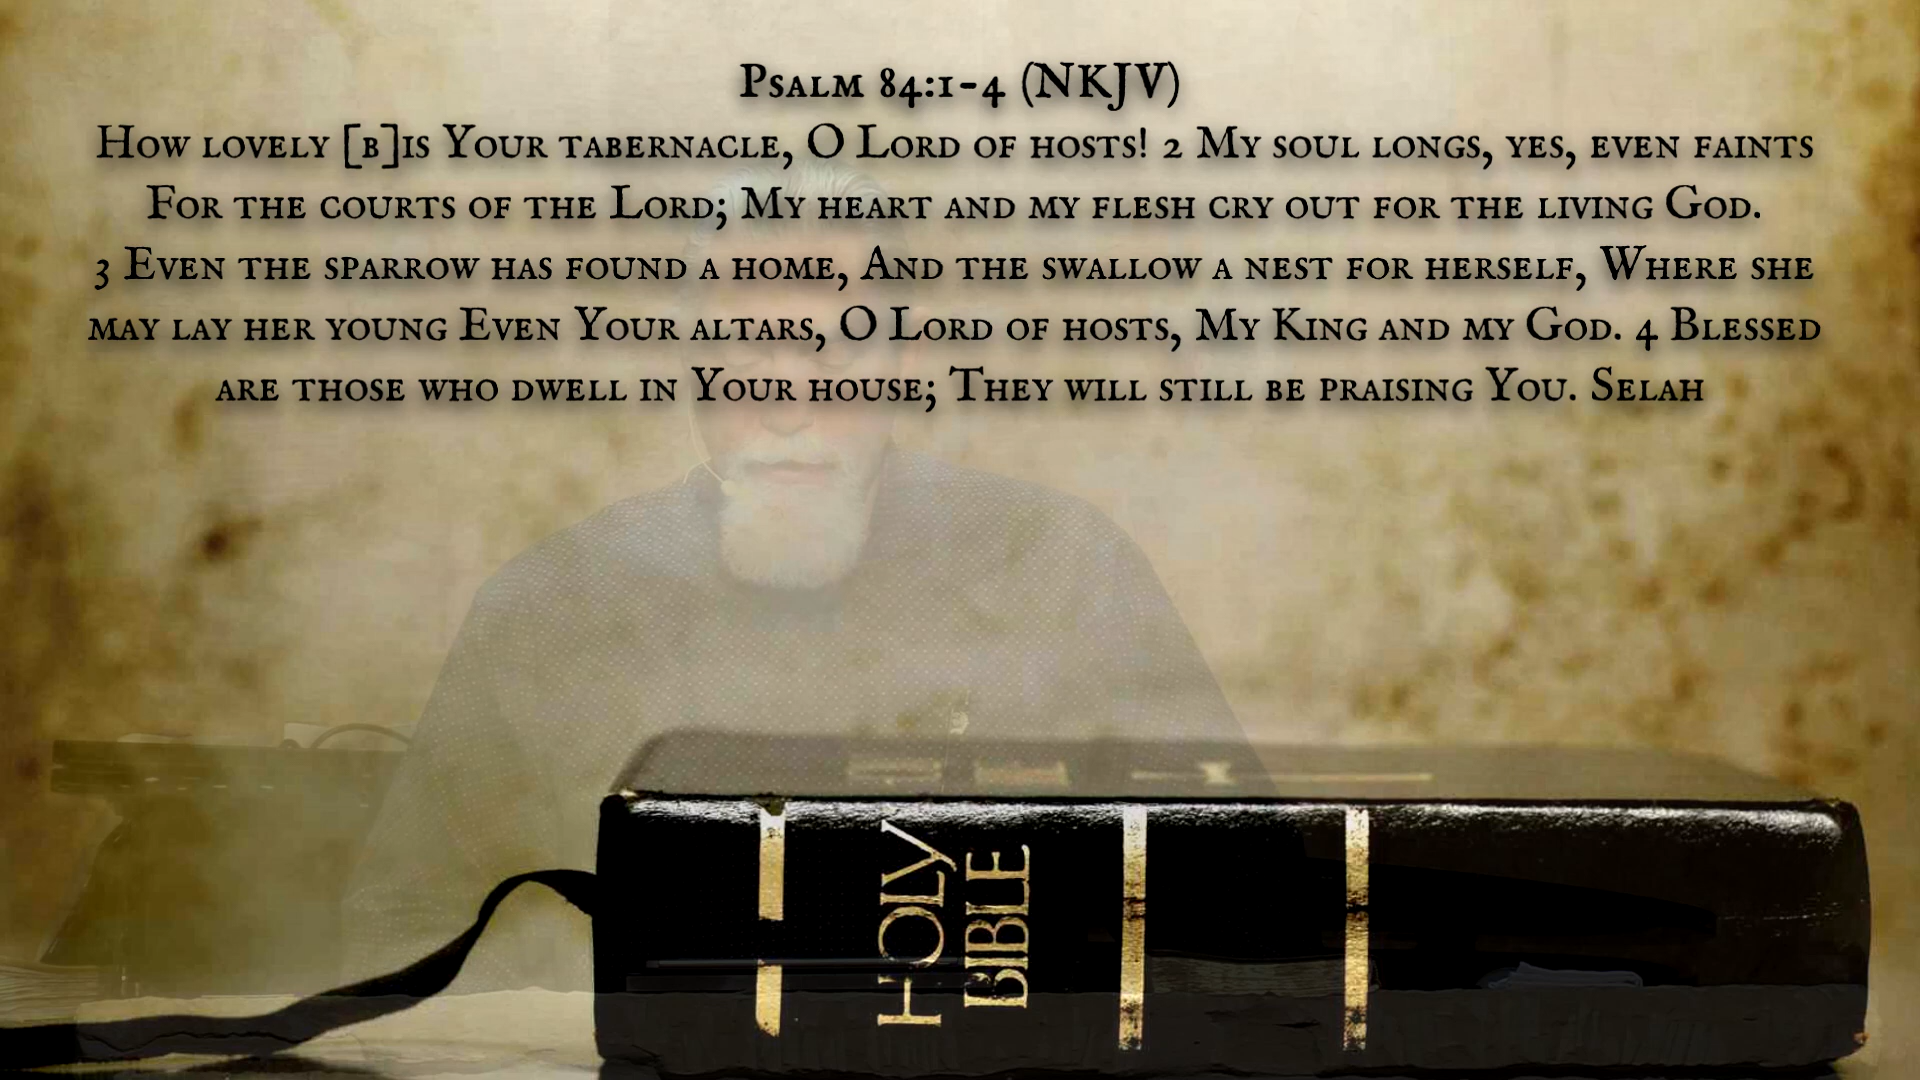 Psalm 84:1-4 (NKJV)
How lovely [b]is Your tabernacle, O Lord of hosts! 2 My soul longs, yes, even faints
For the courts of the Lord; My heart and my flesh cry out for the living God.
3 Even the sparrow has found a home, And the swallow a nest for herself, Where she
may lay her young Even Your altars, O Lord of hosts, My King and my God. 4 Blessed
are those who dwell in Your house; They will still be praising You. Selah
HOLY
BIBLE